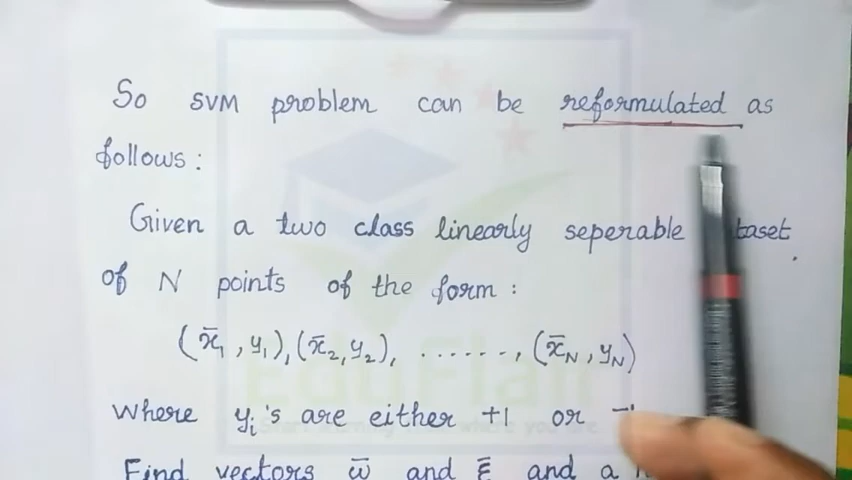 So SVM problem can be reformulated as
follows :
Given a two class linearly seperable taset
of N points of the form :
(x̄₁, y₁), (x̄₂, y₂), ......., (x̄N, yN)
Where yᵢ's are either +1 or
Find vectors w̄ and ξ̄ and a